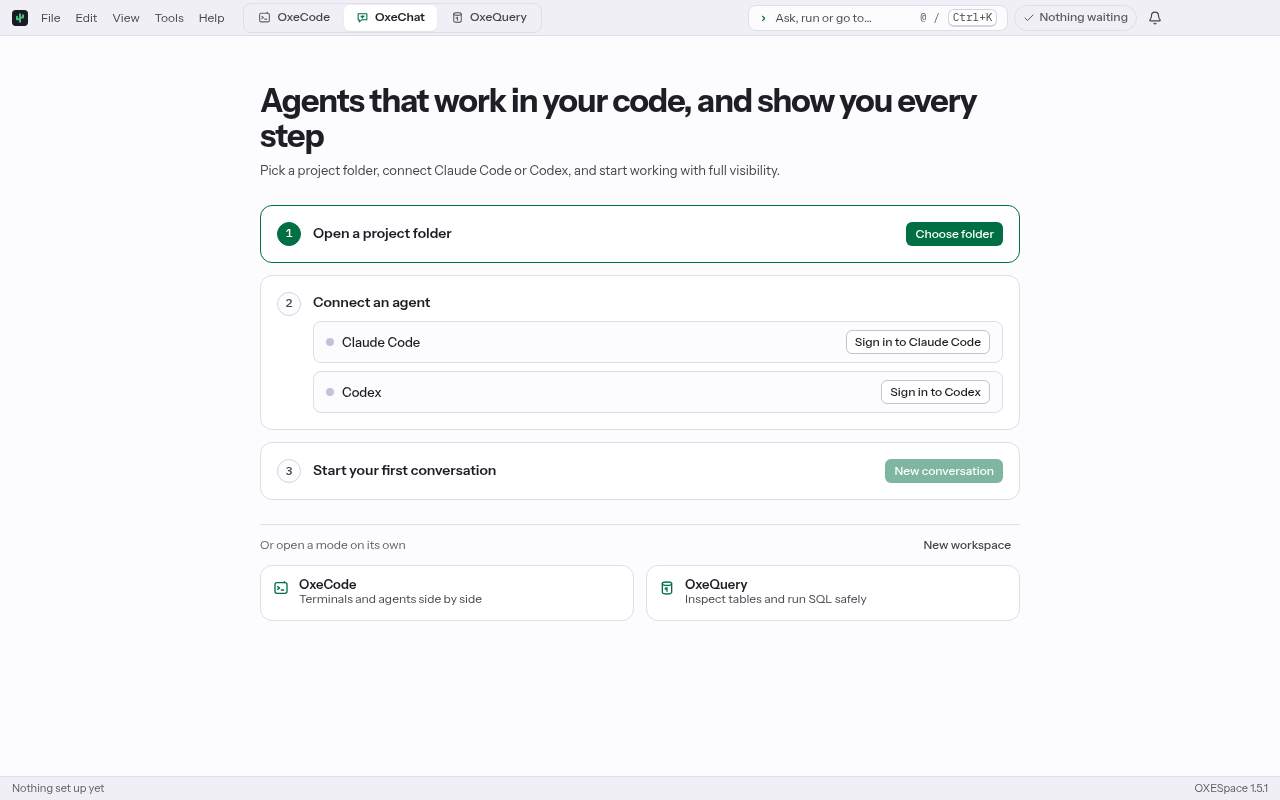 File Edit View Tools Help OxeCode OxeChat OxeQuery Ask, run or go to... @ / Ctrl+K Nothing waiting
Agents that work in your code, and show you every
step
Pick a project folder, connect Claude Code or Codex, and start working with full visibility.
1 Open a project folder Choose folder
2 Connect an agent
Claude Code Sign in to Claude Code
Codex Sign in to Codex
3 Start your first conversation New conversation
Or open a mode on its own New workspace
OxeCode
Terminals and agents side by side
OxeQuery
Inspect tables and run SQL safely
Nothing set up yet OXESpace 1.5.1